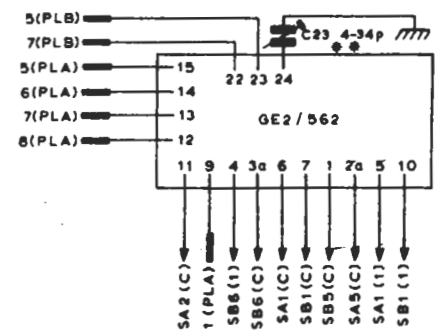 5(PLB)
7(PLB)
5(PLA)
6(PLA)
7(PLA)
8(PLA)
C23 4-34p
22 23 24
15
14
13
12
GE2/562
11 9 4 3a 6 7 1 2a 5 10
SA2(C)
1(PLA)
SB6(1)
SB6(C)
SA1(C)
SB1(C)
SB5(C)
SA5(C)
SA1(1)
SB1(1)